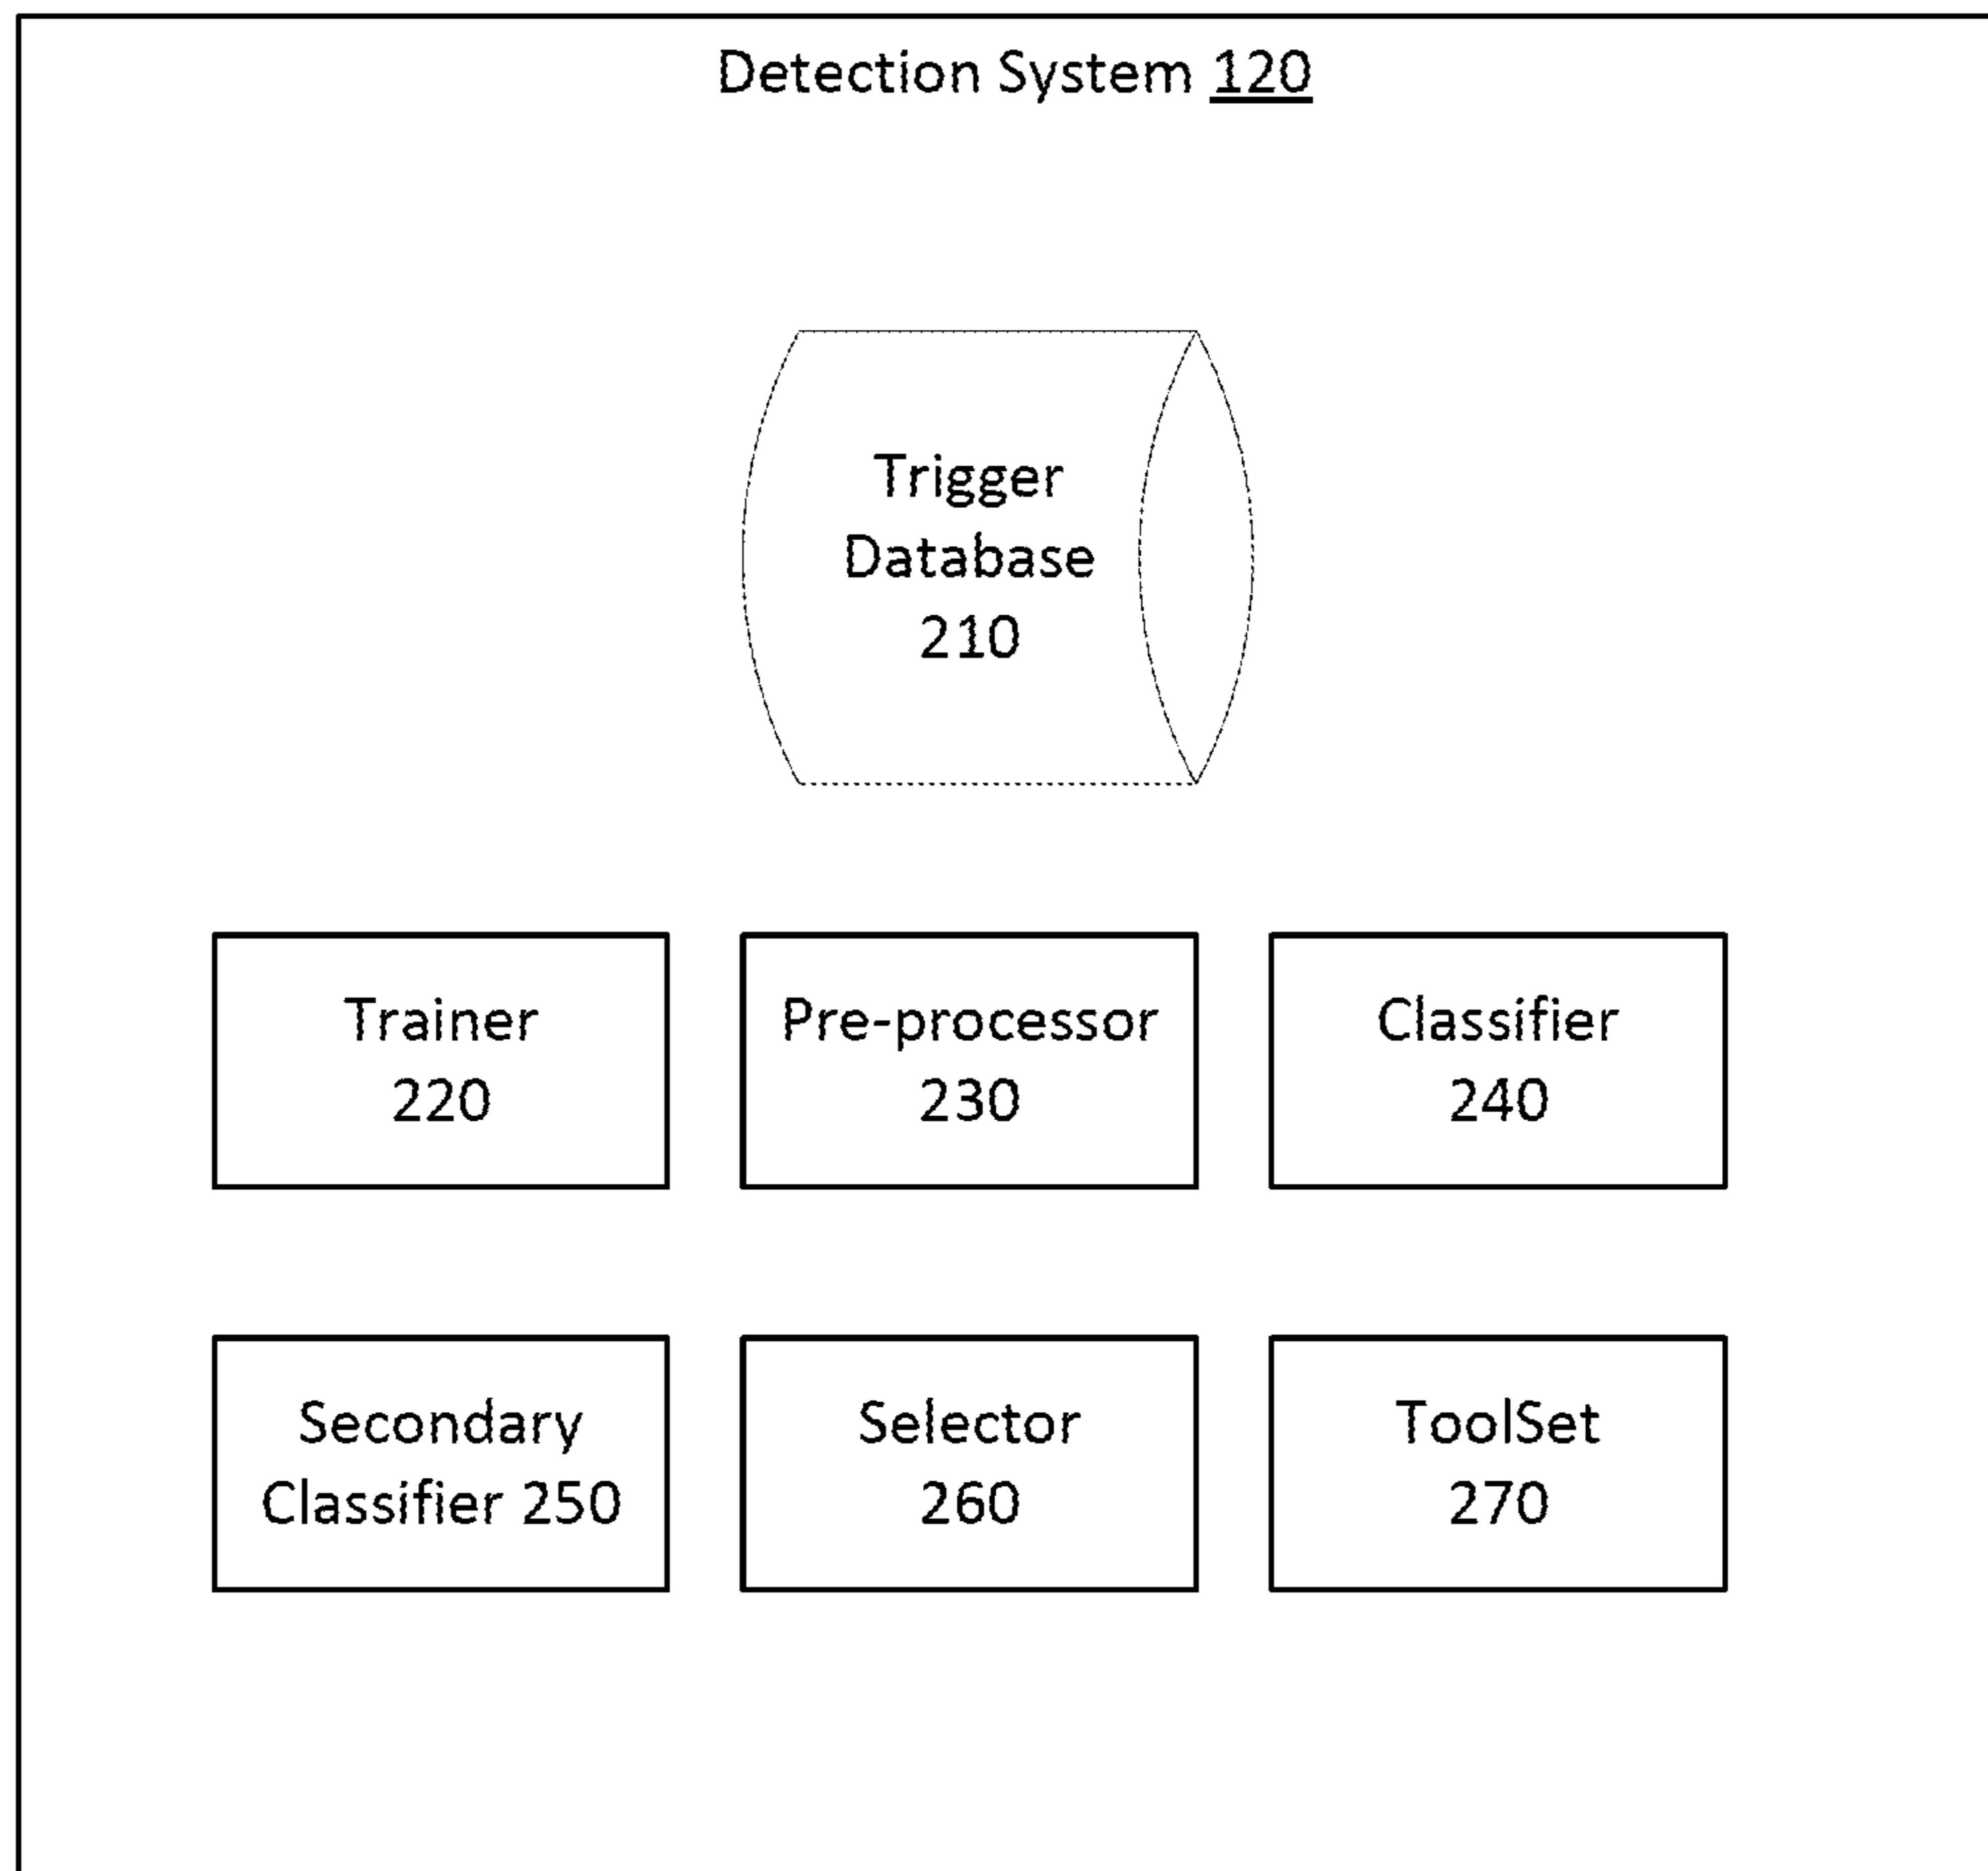 Detection System 120
Trigger
Database
210
Trainer
220
Pre-processor
230
Classifier
240
Secondary
Classifier 250
Selector
260
ToolSet
270